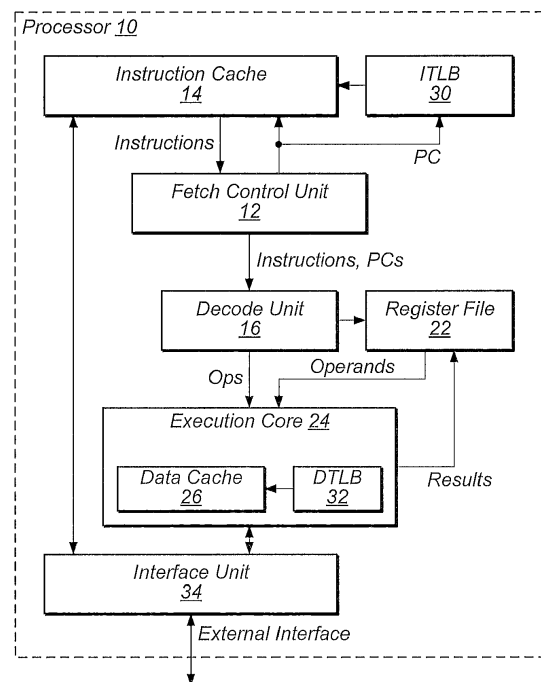 Processor 10
Instruction Cache
14
ITLB
30
Instructions
PC
Fetch Control Unit
12
Instructions, PCs
Decode Unit
16
Register File
22
Ops
Operands
Execution Core 24
Data Cache
26
DTLB
32
Results
Interface Unit
34
External Interface